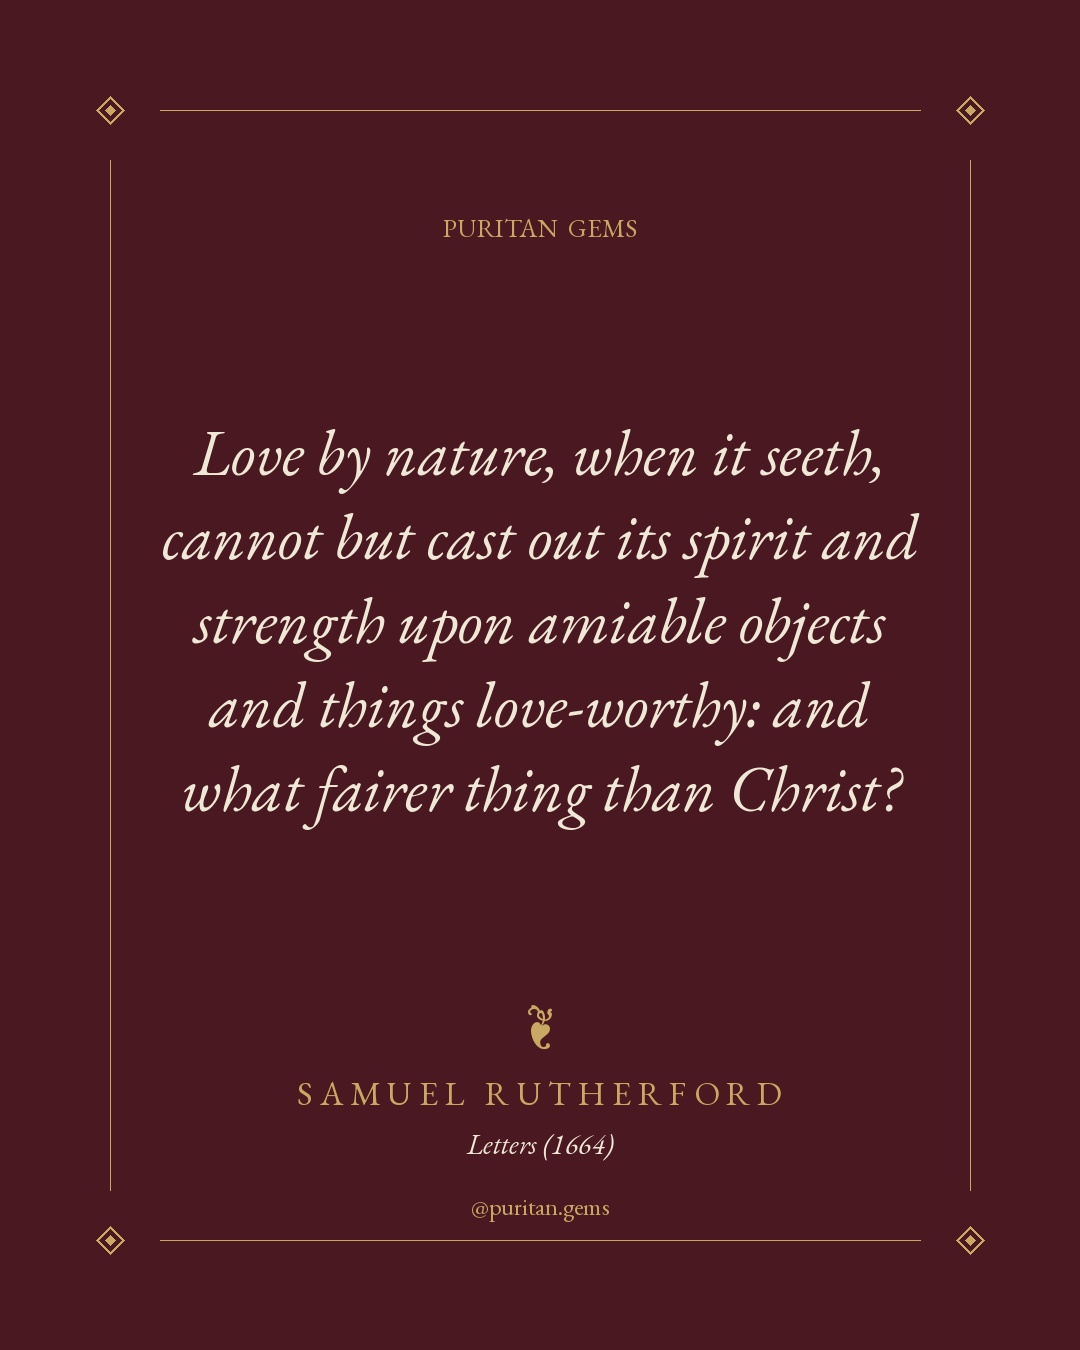 PURITAN GEMS
Love by nature, when it seeth,
cannot but cast out its spirit and
strength upon amiable objects
and things love-worthy: and
what fairer thing than Christ?
SAMUEL RUTHERFORD
Letters (1664)
@puritan.gems